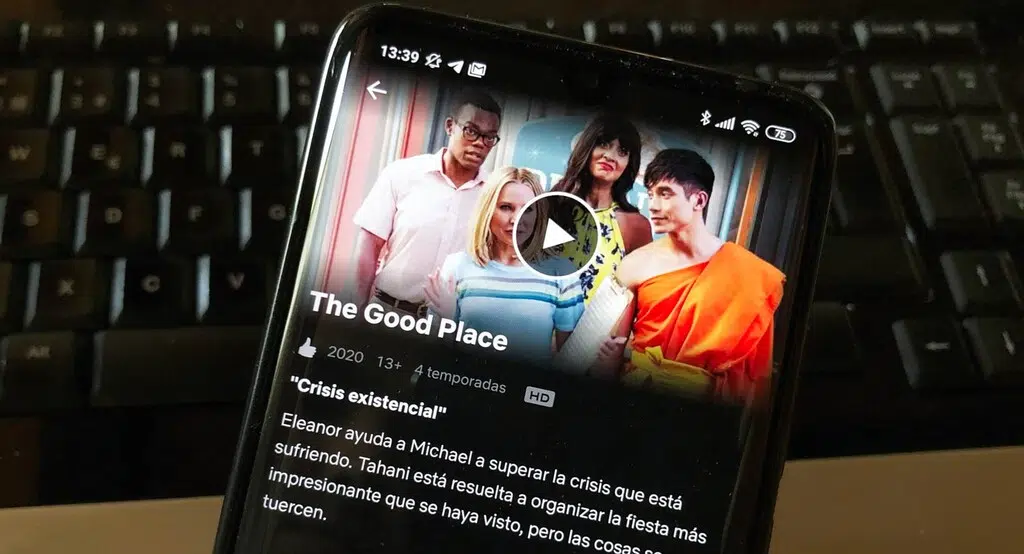 13:39
75
The Good Place
2020 13+ 4 temporadas HD
"Crisis existencial"
Eleanor ayuda a Michael a superar la crisis que está
sufriendo. Tahani está resuelta a organizar la fiesta más
impresionante que se haya visto, pero las cosas se
tuercen.
W E R T
S D F G
X C V